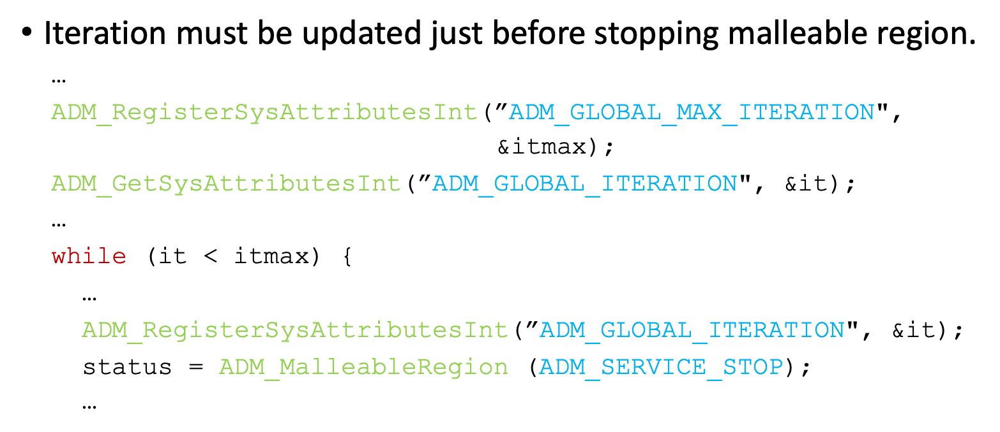 • Iteration must be updated just before stopping malleable region.
…
ADM_RegisterSysAttributesInt(”ADM_GLOBAL_MAX_ITERATION",
&itmax);
ADM_GetSysAttributesInt(”ADM_GLOBAL_ITERATION", &it);
…
while (it < itmax) {
…
ADM_RegisterSysAttributesInt(”ADM_GLOBAL_ITERATION", &it);
status = ADM_MalleableRegion (ADM_SERVICE_STOP);
…